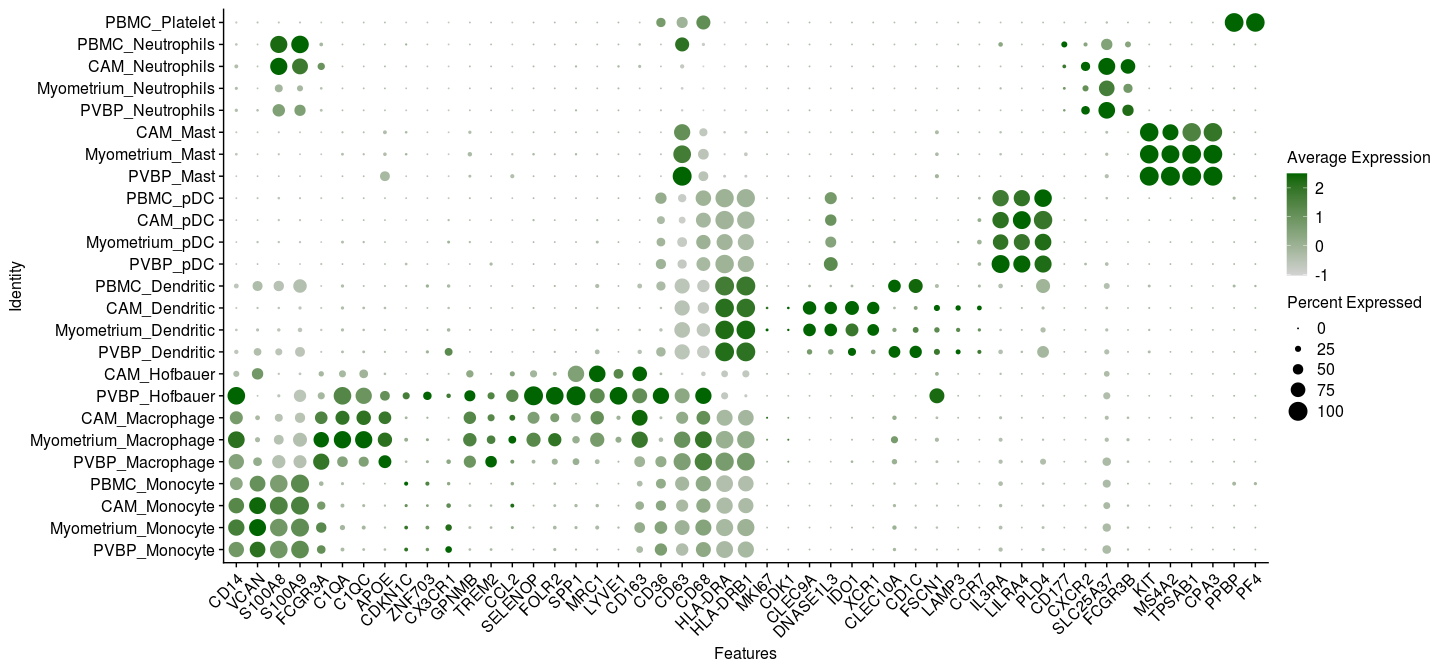 PBMC_Platelet
PBMC_Neutrophils
CAM_Neutrophils
Myometrium_Neutrophils
PVBP_Neutrophils
CAM_Mast
Myometrium_Mast
PVBP_Mast
PBMC_pDC
CAM_pDC
Myometrium_pDC
PVBP_pDC
PBMC_Dendritic
CAM_Dendritic
Myometrium_Dendritic
PVBP_Dendritic
CAM_Hofbauer
PVBP_Hofbauer
CAM_Macrophage
Myometrium_Macrophage
PVBP_Macrophage
PBMC_Monocyte
CAM_Monocyte
Myometrium_Monocyte
PVBP_Monocyte
Identity
CD14
VCAN
S100A8
S100A9
FCGR3A
C1QA
C1QC
APOE
CDKN1C
ZNF703
CX3CR1
GPNMB
TREM2
CCL2
SELENOP
FOLR2
SPP1
MRC1
LYVE1
CD163
CD36
CD63
CD68
HLA-DRA
HLA-DRB1
MKI67
CDK1
CLEC9A
DNASE1L3
IDO1
XCR1
CLEC10A
CD1C
FSCN1
LAMP3
CCR7
IL3RA
LILRA4
PLD4
CD177
CXCR2
SLC25A37
FCGR3B
KIT
MS4A2
TPSAB1
CPA3
PPBP
PF4
Features
Average Expression
2
1
0
-1
Percent Expressed
0
25
50
75
100